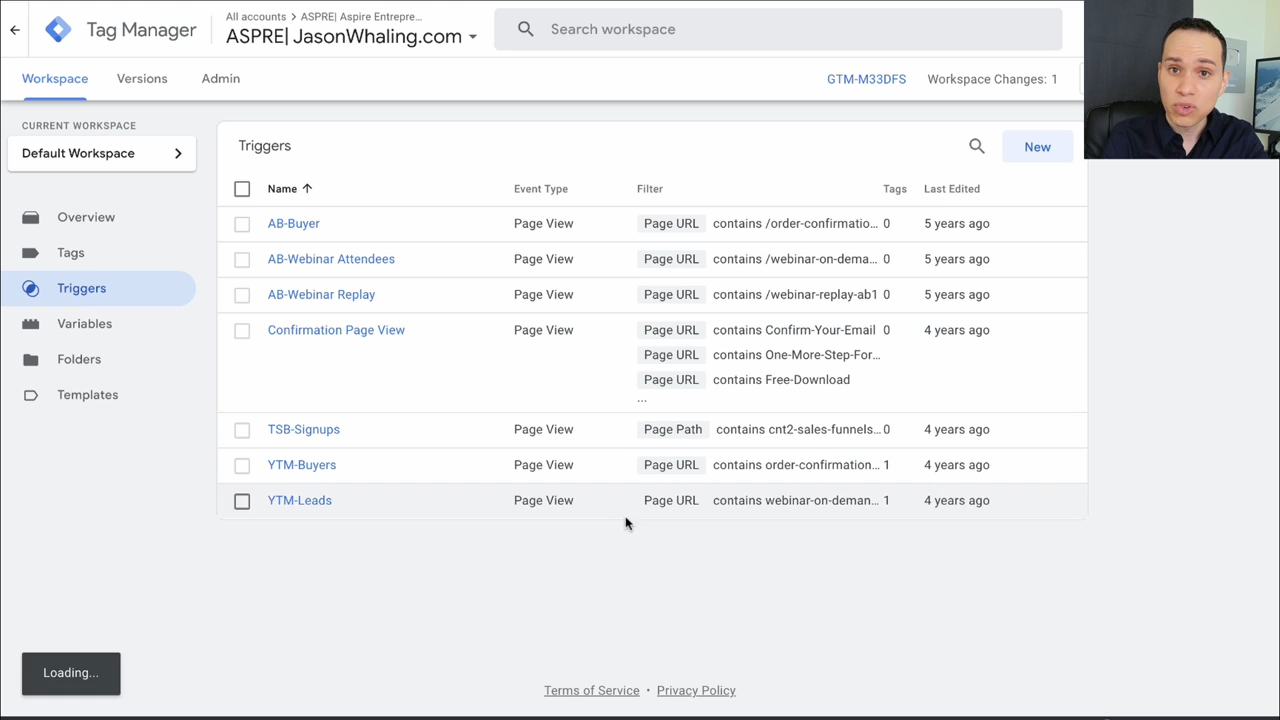 Tag Manager
All accounts > ASPRE| Aspire Entrepre...
ASPRE| JasonWhaling.com
Search workspace
Workspace Versions Admin
GTM-M33DFS Workspace Changes: 1
CURRENT WORKSPACE
Default Workspace
Overview
Tags
Triggers
Variables
Folders
Templates
Triggers
New
Name Event Type Filter Tags Last Edited
AB-Buyer Page View Page URL contains /order-confirmatio... 0 5 years ago
AB-Webinar Attendees Page View Page URL contains /webinar-on-dema... 0 5 years ago
AB-Webinar Replay Page View Page URL contains /webinar-replay-ab1 0 5 years ago
Confirmation Page View Page View Page URL contains Confirm-Your-Email 0 4 years ago
Page URL contains One-More-Step-For...
Page URL contains Free-Download
...
TSB-Signups Page View Page Path contains cnt2-sales-funnels... 0 4 years ago
YTM-Buyers Page View Page URL contains order-confirmation... 1 4 years ago
YTM-Leads Page View Page URL contains webinar-on-deman... 1 4 years ago
Loading...
Terms of Service • Privacy Policy